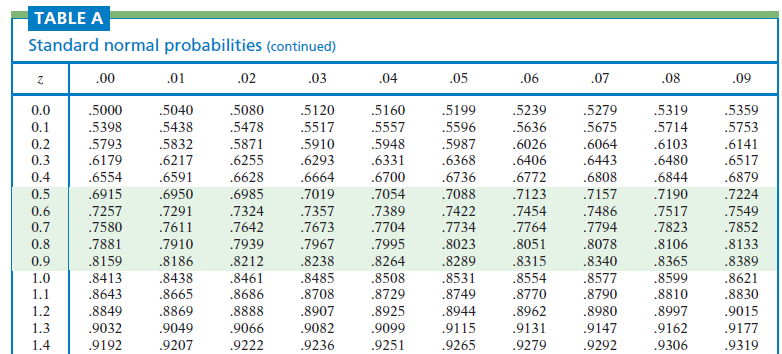 TABLE A
Standard normal probabilities (continued)
z .00 .01 .02 .03 .04 .05 .06 .07 .08 .09
0.0 .5000 .5040 .5080 .5120 .5160 .5199 .5239 .5279 .5319 .5359
0.1 .5398 .5438 .5478 .5517 .5557 .5596 .5636 .5675 .5714 .5753
0.2 .5793 .5832 .5871 .5910 .5948 .5987 .6026 .6064 .6103 .6141
0.3 .6179 .6217 .6255 .6293 .6331 .6368 .6406 .6443 .6480 .6517
0.4 .6554 .6591 .6628 .6664 .6700 .6736 .6772 .6808 .6844 .6879
0.5 .6915 .6950 .6985 .7019 .7054 .7088 .7123 .7157 .7190 .7224
0.6 .7257 .7291 .7324 .7357 .7389 .7422 .7454 .7486 .7517 .7549
0.7 .7580 .7611 .7642 .7673 .7704 .7734 .7764 .7794 .7823 .7852
0.8 .7881 .7910 .7939 .7967 .7995 .8023 .8051 .8078 .8106 .8133
0.9 .8159 .8186 .8212 .8238 .8264 .8289 .8315 .8340 .8365 .8389
1.0 .8413 .8438 .8461 .8485 .8508 .8531 .8554 .8577 .8599 .8621
1.1 .8643 .8665 .8686 .8708 .8729 .8749 .8770 .8790 .8810 .8830
1.2 .8849 .8869 .8888 .8907 .8925 .8944 .8962 .8980 .8997 .9015
1.3 .9032 .9049 .9066 .9082 .9099 .9115 .9131 .9147 .9162 .9177
1.4 .9192 .9207 .9222 .9236 .9251 .9265 .9279 .9292 .9306 .9319